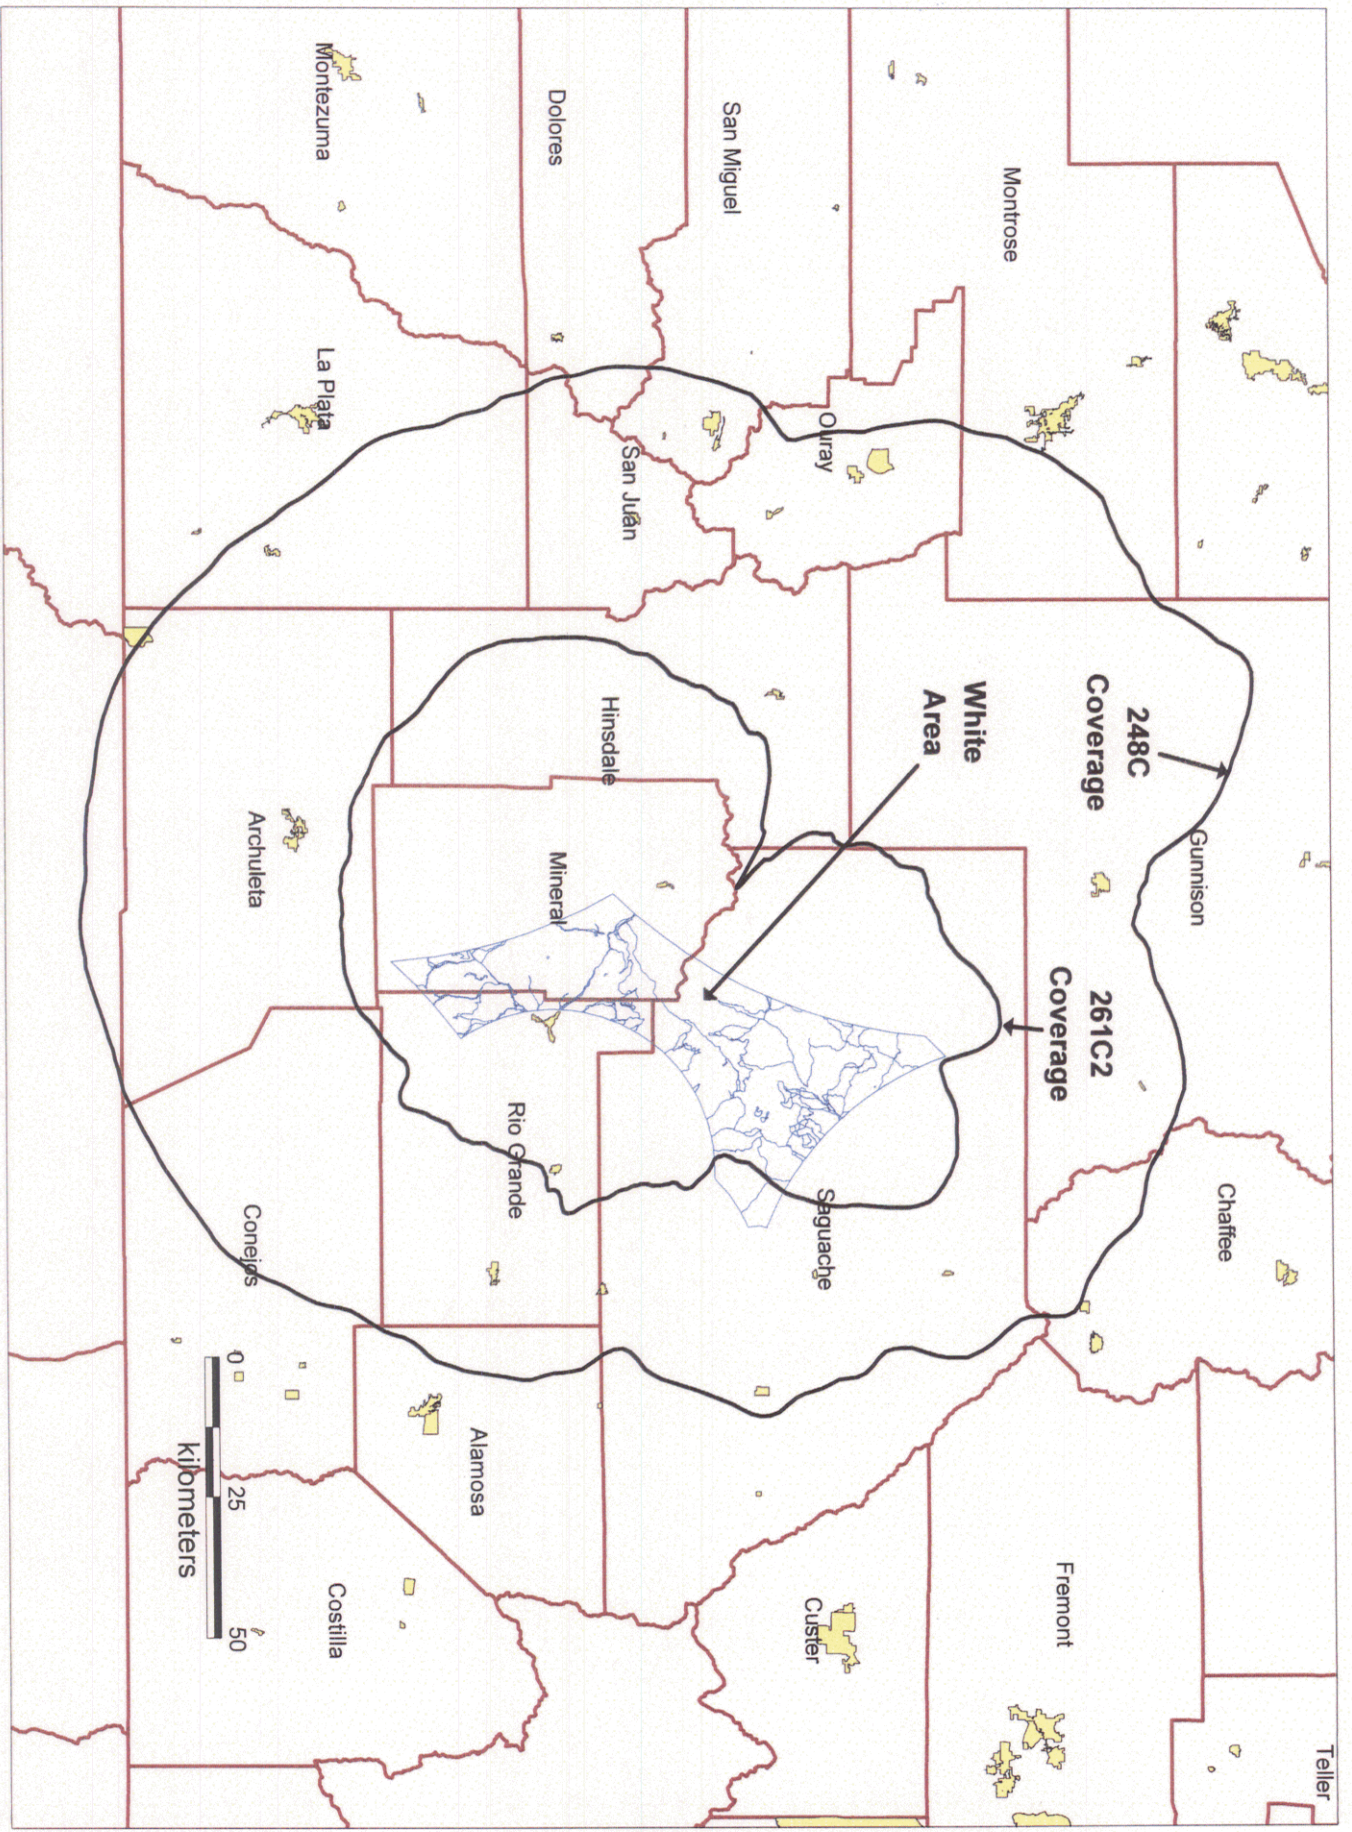 Teller
Gunnison
Chaffee
Fremont
Montrose
248C
Coverage
261C2
Coverage
White
Area
Ouray
Saguache
Custer
San Miguel
San Juan
Hinsdale
Dolores
Mineral
Rio Grande
Alamosa
Montezuma
La Plata
Archuleta
Conejos
Costilla
0 25 50
kilometers